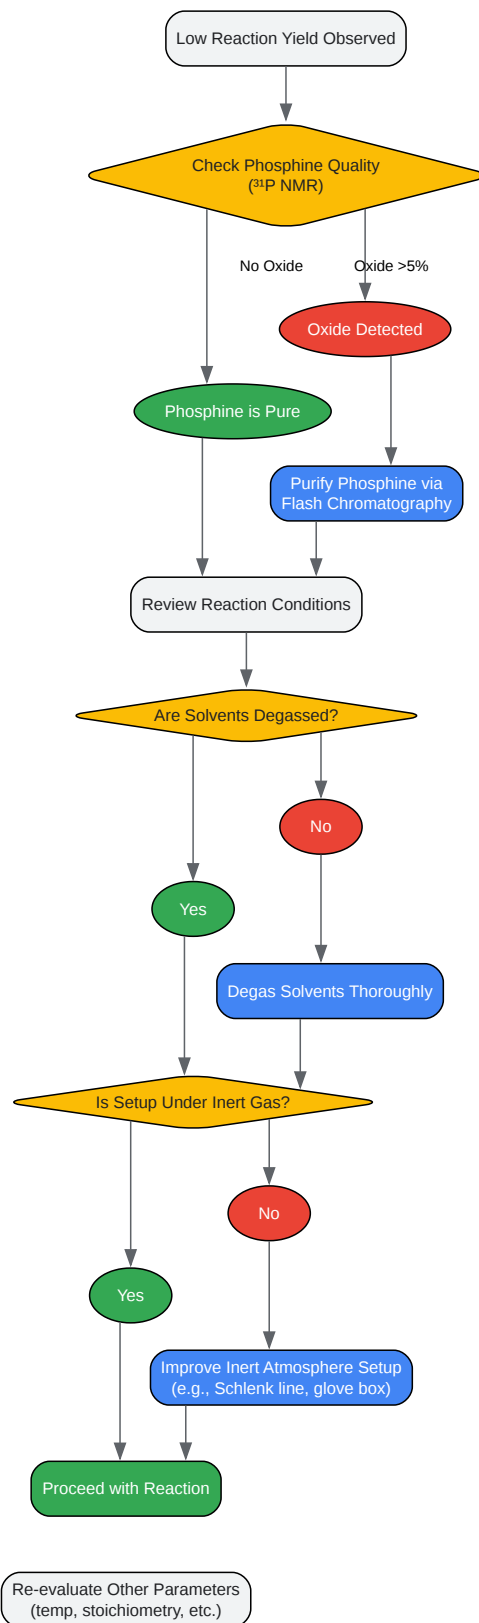 Low Reaction Yield Observed
Check Phosphine Quality
(³¹P NMR)
No Oxide
Oxide >5%
Oxide Detected
Phosphine is Pure
Purify Phosphine via
Flash Chromatography
Review Reaction Conditions
Are Solvents Degassed?
No
Yes
Degas Solvents Thoroughly
Is Setup Under Inert Gas?
No
Yes
Improve Inert Atmosphere Setup
(e.g., Schlenk line, glove box)
Proceed with Reaction
Re-evaluate Other Parameters
(temp, stoichiometry, etc.)